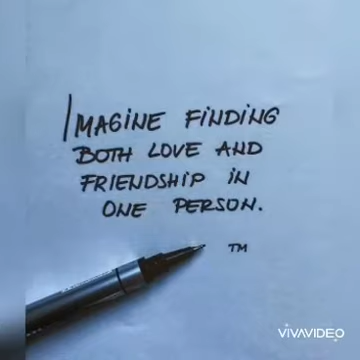 IMAGINE FINDING
BOTH LOVE AND
FRIENDSHIP IN
ONE PERSON.
TM
VIVAVIDEO